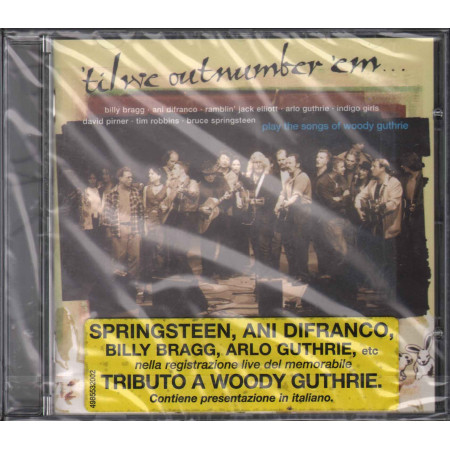 'til we outnumber 'em...
billy bragg · ani difranco · ramblin' jack elliott · arlo guthrie · indigo girls
david pirner · tim robbins · bruce springsteen
play the songs of woody guthrie
SPRINGSTEEN, ANI DIFRANCO,
BILLY BRAGG, ARLO GUTHRIE, etc
nella registrazione live del memorabile
TRIBUTO A WOODY GUTHRIE.
Contiene presentazione in italiano.
4985532002